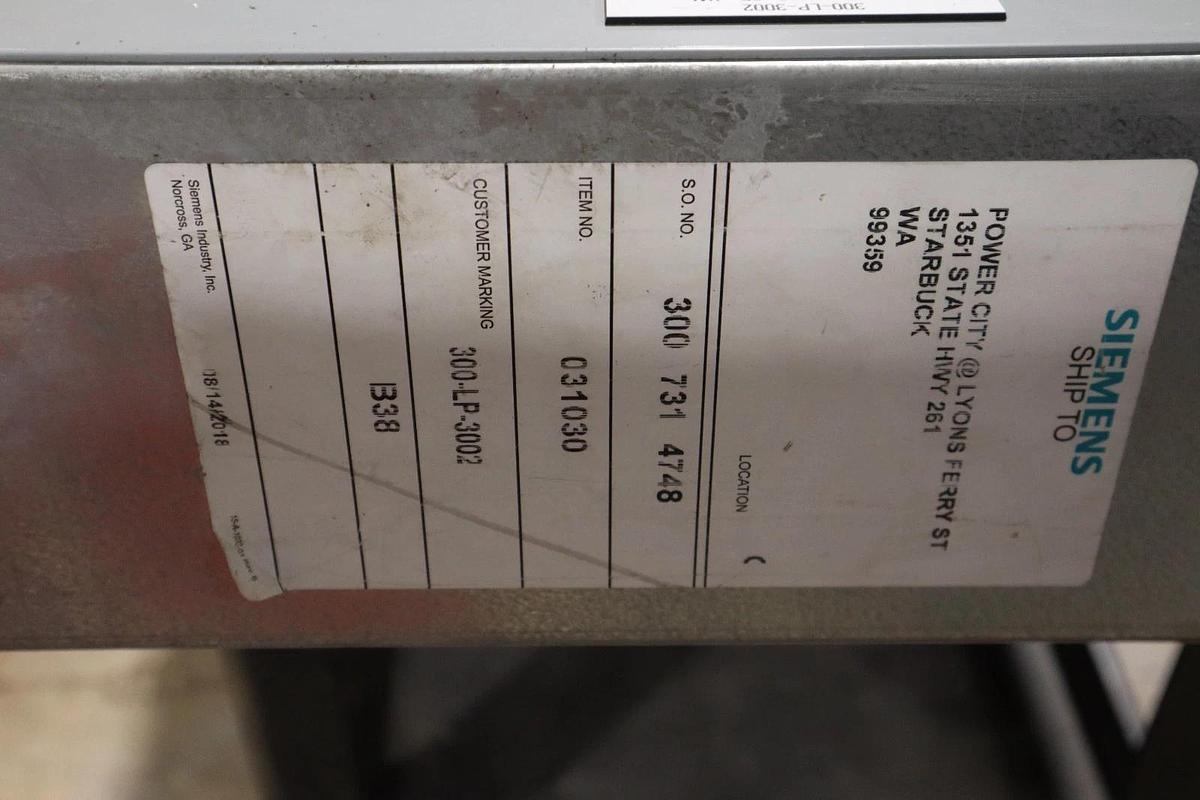 SIEMENS
SHIP TO
POWER CITY @ LYONS FERRY ST
1351 STATE HWY 261
STARBUCK
WA
99359
LOCATION (
S.O. NO. 300 731 4748
ITEM NO. 031030
CUSTOMER MARKING 300-LP-3002
B38
Siemens Industry, Inc.
Norcross, GA
08/14/2018
300-LP-3002